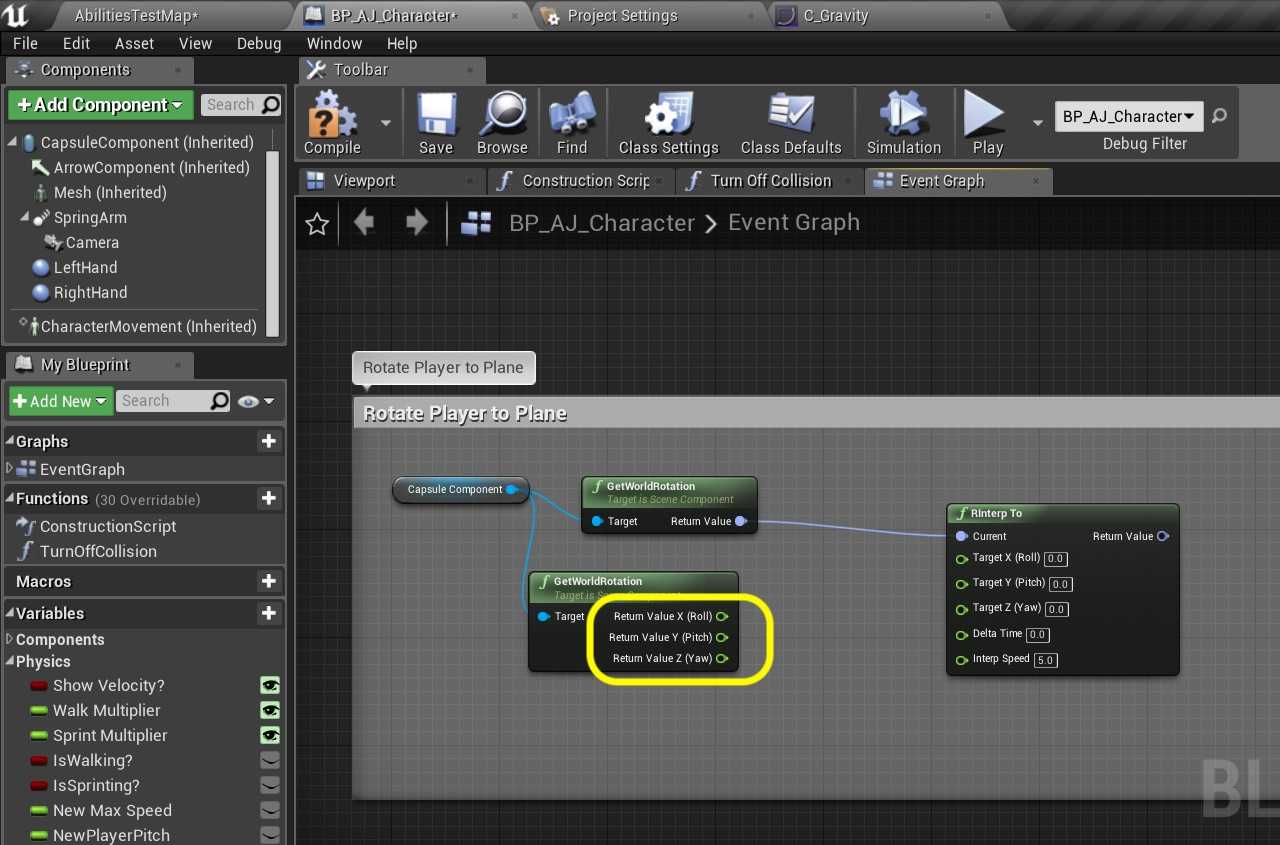 AbilitiesTestMap*
BP_AJ_Character*
Project Settings
C_Gravity
File Edit Asset View Debug Window Help
Components
Toolbar
+Add Component
Search
Compile
Save
Browse
Find
Class Settings
Class Defaults
Simulation
Play
BP_AJ_Character
Debug Filter
CapsuleComponent (Inherited)
ArrowComponent (Inherited)
Mesh (Inherited)
SpringArm
Camera
LeftHand
RightHand
CharacterMovement (Inherited)
Viewport
Construction Scrip
Turn Off Collision
Event Graph
BP_AJ_Character > Event Graph
My Blueprint
+Add New
Search
Graphs
EventGraph
Functions (30 Overridable)
ConstructionScript
TurnOffCollision
Macros
Variables
Components
Physics
Show Velocity?
Walk Multiplier
Sprint Multiplier
IsWalking?
IsSprinting?
New Max Speed
NewPlayerPitch
Rotate Player to Plane
Rotate Player to Plane
Capsule Component
GetWorldRotation
Target is Scene Component
Target Return Value
GetWorldRotation
Target is Scene Component
Target Return Value X (Roll)
Return Value Y (Pitch)
Return Value Z (Yaw)
RInterp To
Current Return Value
Target X (Roll) 0.0
Target Y (Pitch) 0.0
Target Z (Yaw) 0.0
Delta Time 0.0
Interp Speed 5.0
BL